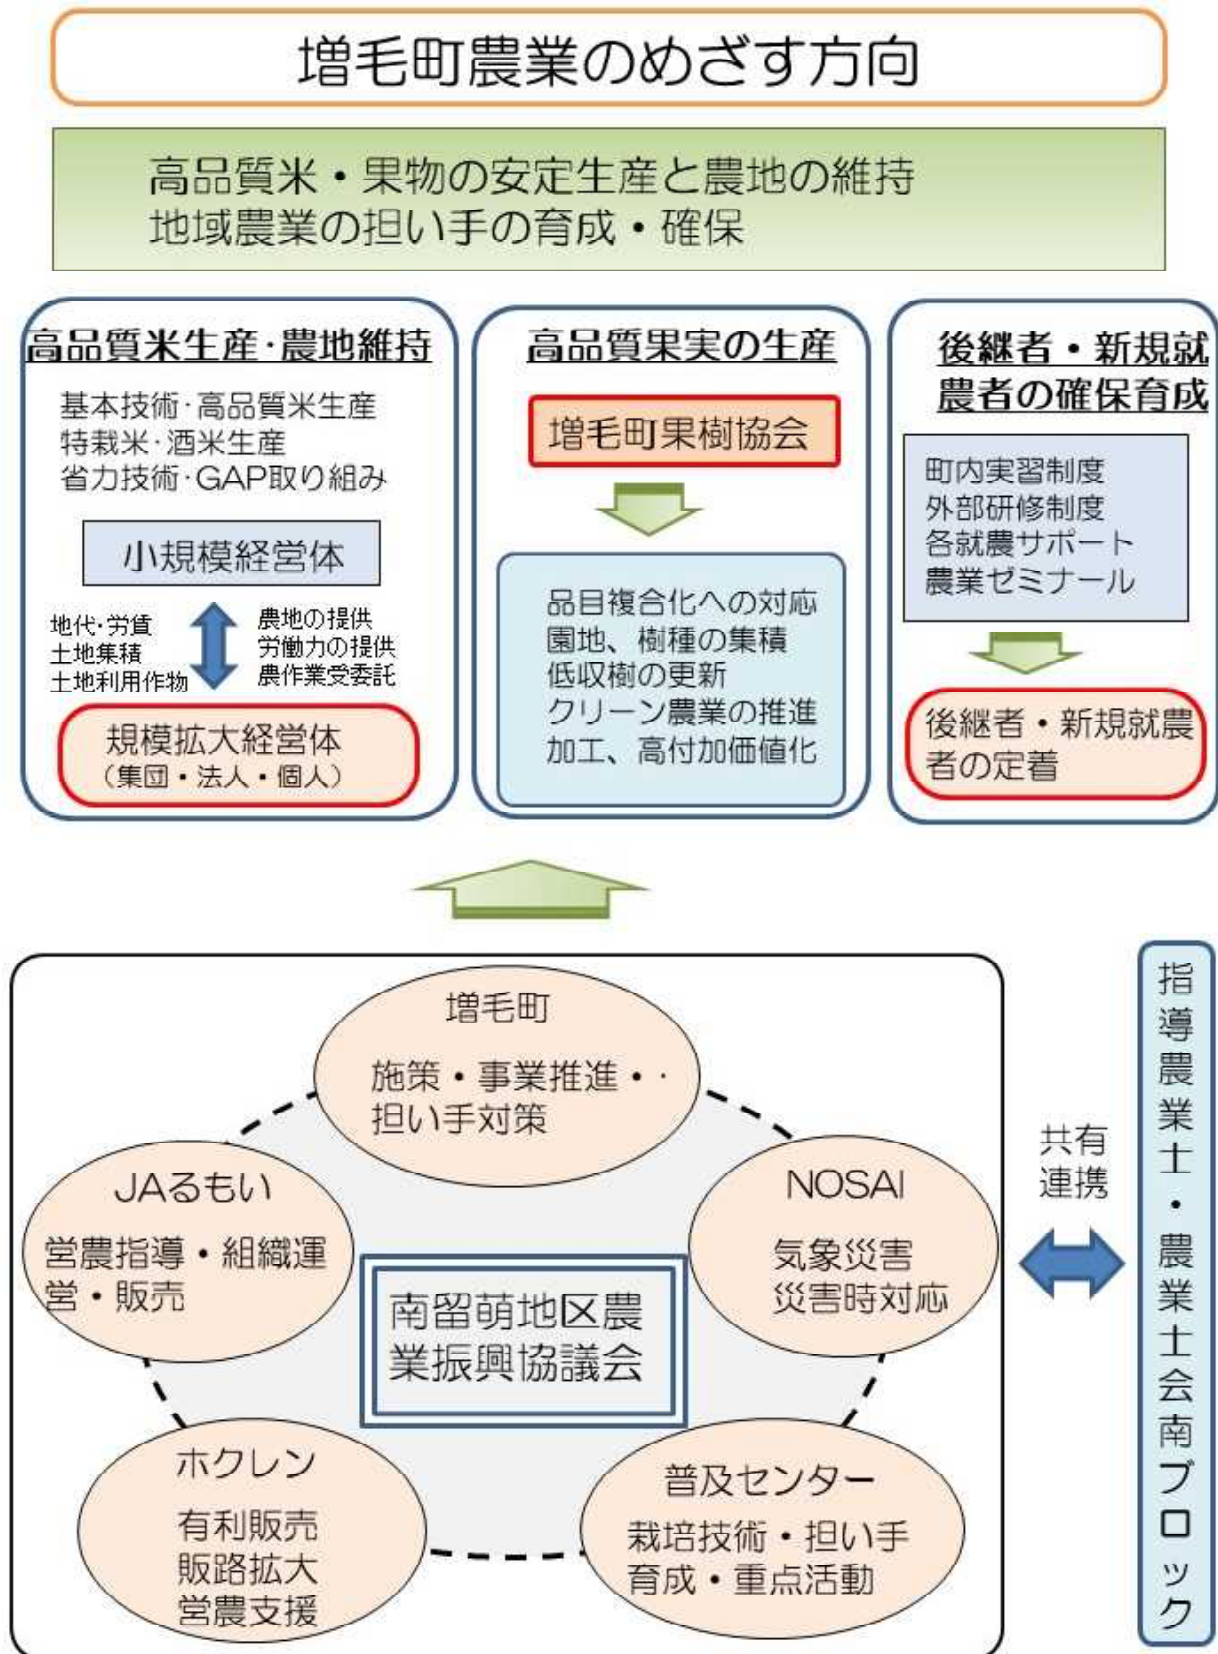 増毛町農業のめざす方向
高品質米・果物の安定生産と農地の維持
地域農業の担い手の育成・確保
高品質米生産・農地維持
基本技術・高品質米生産
特栽米・酒米生産
省力技術・GAP取り組み
小規模経営体
地代・労賃
土地集積
土地利用作物
農地の提供
労働力の提供
農作業受委託
規模拡大経営体
（集団・法人・個人）
高品質果実の生産
増毛町果樹協会
品目複合化への対応
園地、樹種の集積
低収樹の更新
クリーン農業の推進
加工、高付加価値化
後継者・新規就
農者の確保育成
町内実習制度
外部研修制度
各就農サポート
農業ゼミナール
後継者・新規就農
者の定着
増毛町
施策・事業推進・・
担い手対策
JAるもい
営農指導・組織運
営・販売
NOSAI
気象災害
災害時対応
南留萌地区農
業振興協議会
ホクレン
有利販売
販路拡大
営農支援
普及センター
栽培技術・担い手
育成・重点活動
共有
連携
指導農業士・農業士会南ブロック